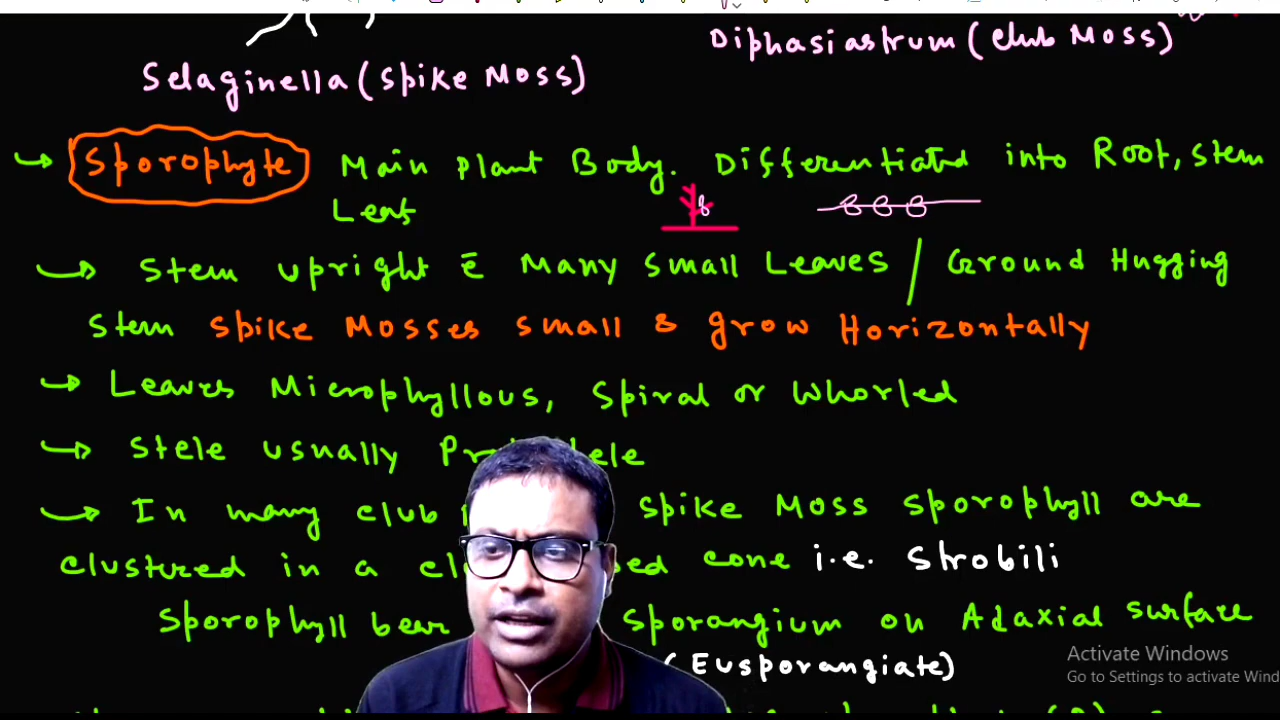 Diphasiastrum (Club Moss)
Selaginella (Spike Moss)
→ Sporophyte Main Plant Body. Differentiated into Root, Stem
Leaf
→ Stem upright c̄ Many Small Leaves / Ground Hugging
Stem Spike Mosses small & grow Horizontally
→ Leaves Microphyllous, Spiral or Whorled
→ Stele usually
→ In many club Spike Moss Sporophyll are
clustered in a cone i.e. Strobili
Sporophyll bear Sporangium on Adaxial surface
(Eusporangiate)
Activate Windows
Go to Settings to activate Wind